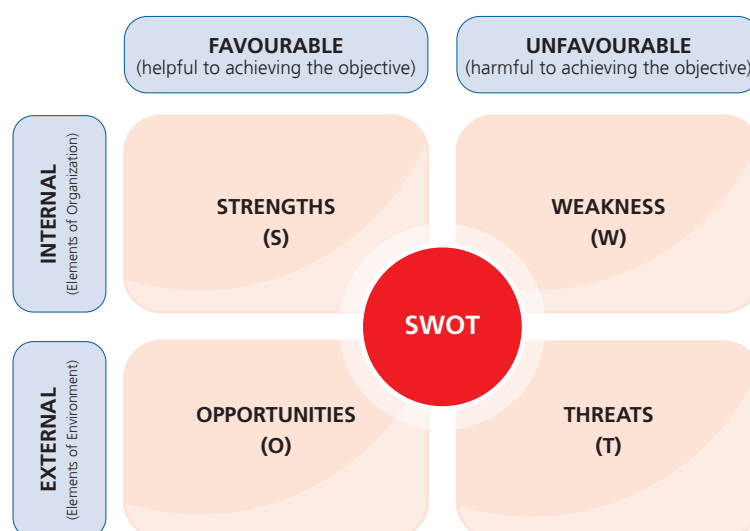 FAVOURABLE
(helpful to achieving the objective)
UNFAVOURABLE
(harmful to achieving the objective)
INTERNAL
(Elements of Organization)
STRENGTHS
(S)
WEAKNESS
(W)
SWOT
EXTERNAL
(Elements of Environment)
OPPORTUNITIES
(O)
THREATS
(T)